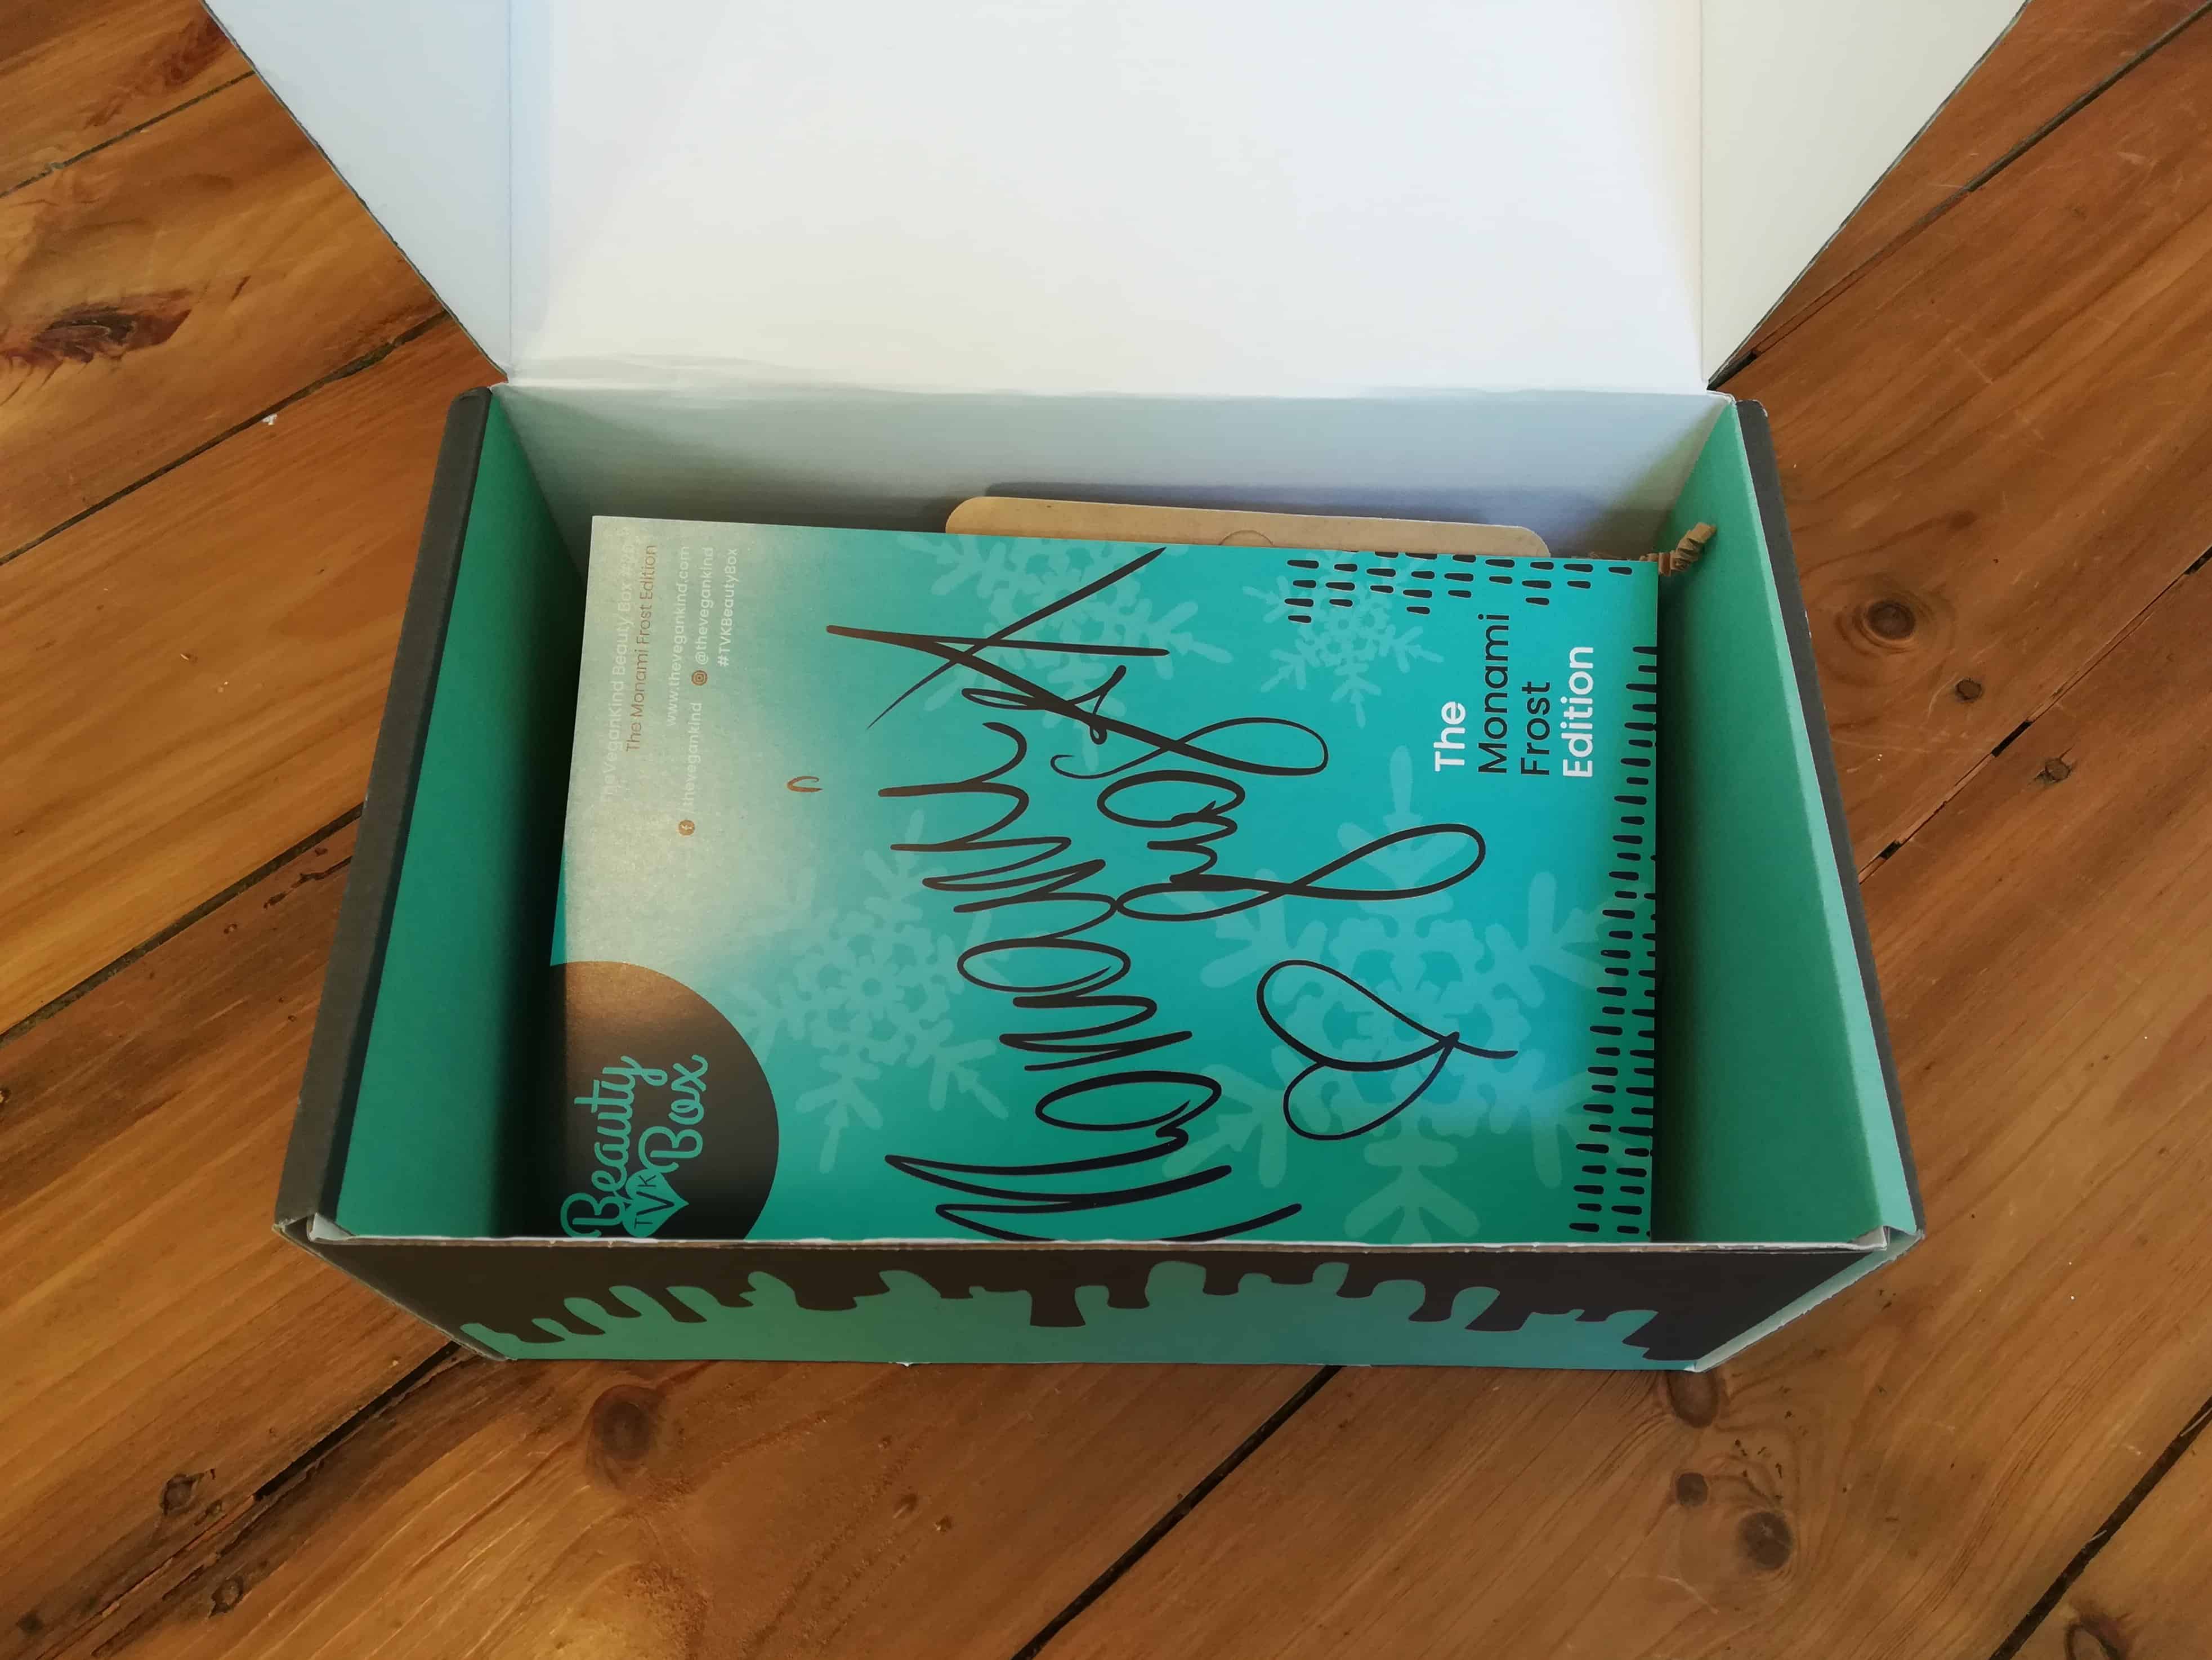 The
Monami
Frost
Edition
Monami
Frost
TheVeganKind Beauty Box
The Monami Frost Edition
www.thevegankind.com
thevegankind @thevegankind
#TVKBeautyBox
Beauty
TVK Box